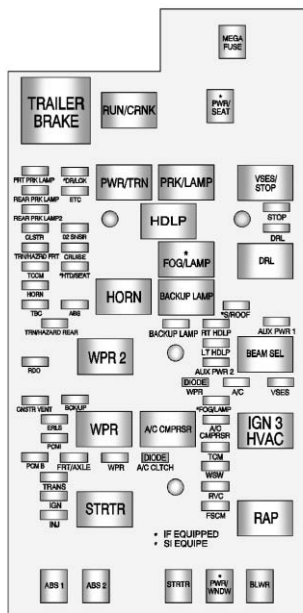 MEGA
FUSE
TRAILER
BRAKE
RUN/CRNK
*
PWR/
SEAT
FRT PRK LAMP
*DR/LCK
PWR/TRN
PRK/LAMP
VSES/
STOP
REAR PRK LAMP
ETC
REAR PRK LAMP2
HDLP
STOP
CLSTR
O2 SNSR
DRL
TRN/HAZRD FRT
CRUISE
*
FOG/LAMP
DRL
TCCM
*HTD/SEAT
HORN
HORN
BACKUP LAMP
TBC
ABS
*S/ROOF
TRN/HAZARD REAR
BACKUP LAMP
RT HDLP
AUX PWR 1
WPR 2
LT HDLP
BEAM SEL
RDO
AUX PWR 2
DIODE
WPR
A/C
VSES
CNSTR VENT
BCK/UP
*FOG/LAMP
ERLS
WPR
A/C CMPRSR
A/C
CMPRSR
IGN 3
HVAC
PCMI
TCM
PCM B
FRT/AXLE
WPR
DIODE
A/C CLTCH
WSW
TRANS
RVC
IGN
STRTR
FSCM
RAP
INJ
* IF EQUIPPED
* SI EQUIPE
ABS 1
ABS 2
STRTR
*
PWR/
WNDW
BLWR